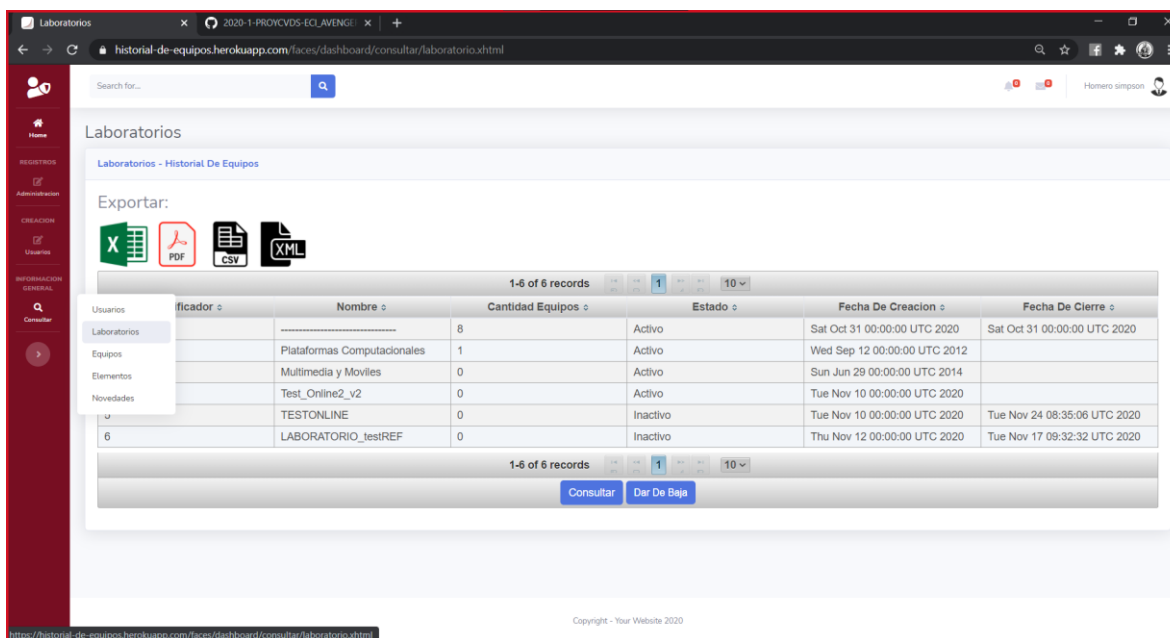 Laboratorios
2020-1-PROYCVDS-ECI_AVENGE
historial-de-equipos.herokuapp.com/faces/dashboard/consultar/laboratorio.xhtml
Search for...
Homero simpson
Home
REGISTROS
Administracion
CREACION
Usuarios
INFORMACION
GENERAL
Consultar
Usuarios
Laboratorios
Equipos
Elementos
Novedades
Laboratorios
Laboratorios - Historial De Equipos
Exportar:
X PDF CSV XML
1-6 of 6 records 1 10
ificador Nombre Cantidad Equipos Estado Fecha De Creacion Fecha De Cierre
-------------------------------- 8 Activo Sat Oct 31 00:00:00 UTC 2020 Sat Oct 31 00:00:00 UTC 2020
Plataformas Computacionales 1 Activo Wed Sep 12 00:00:00 UTC 2012
Multimedia y Moviles 0 Activo Sun Jun 29 00:00:00 UTC 2014
Test_Online2_v2 0 Activo Tue Nov 10 00:00:00 UTC 2020
5 TESTONLINE 0 Inactivo Tue Nov 10 00:00:00 UTC 2020 Tue Nov 24 08:35:06 UTC 2020
6 LABORATORIO_testREF 0 Inactivo Thu Nov 12 00:00:00 UTC 2020 Tue Nov 17 09:32:32 UTC 2020
1-6 of 6 records 1 10
Consultar Dar De Baja
Copyright - Your Website 2020
https://historial-de-equipos.herokuapp.com/faces/dashboard/consultar/laboratorio.xhtml